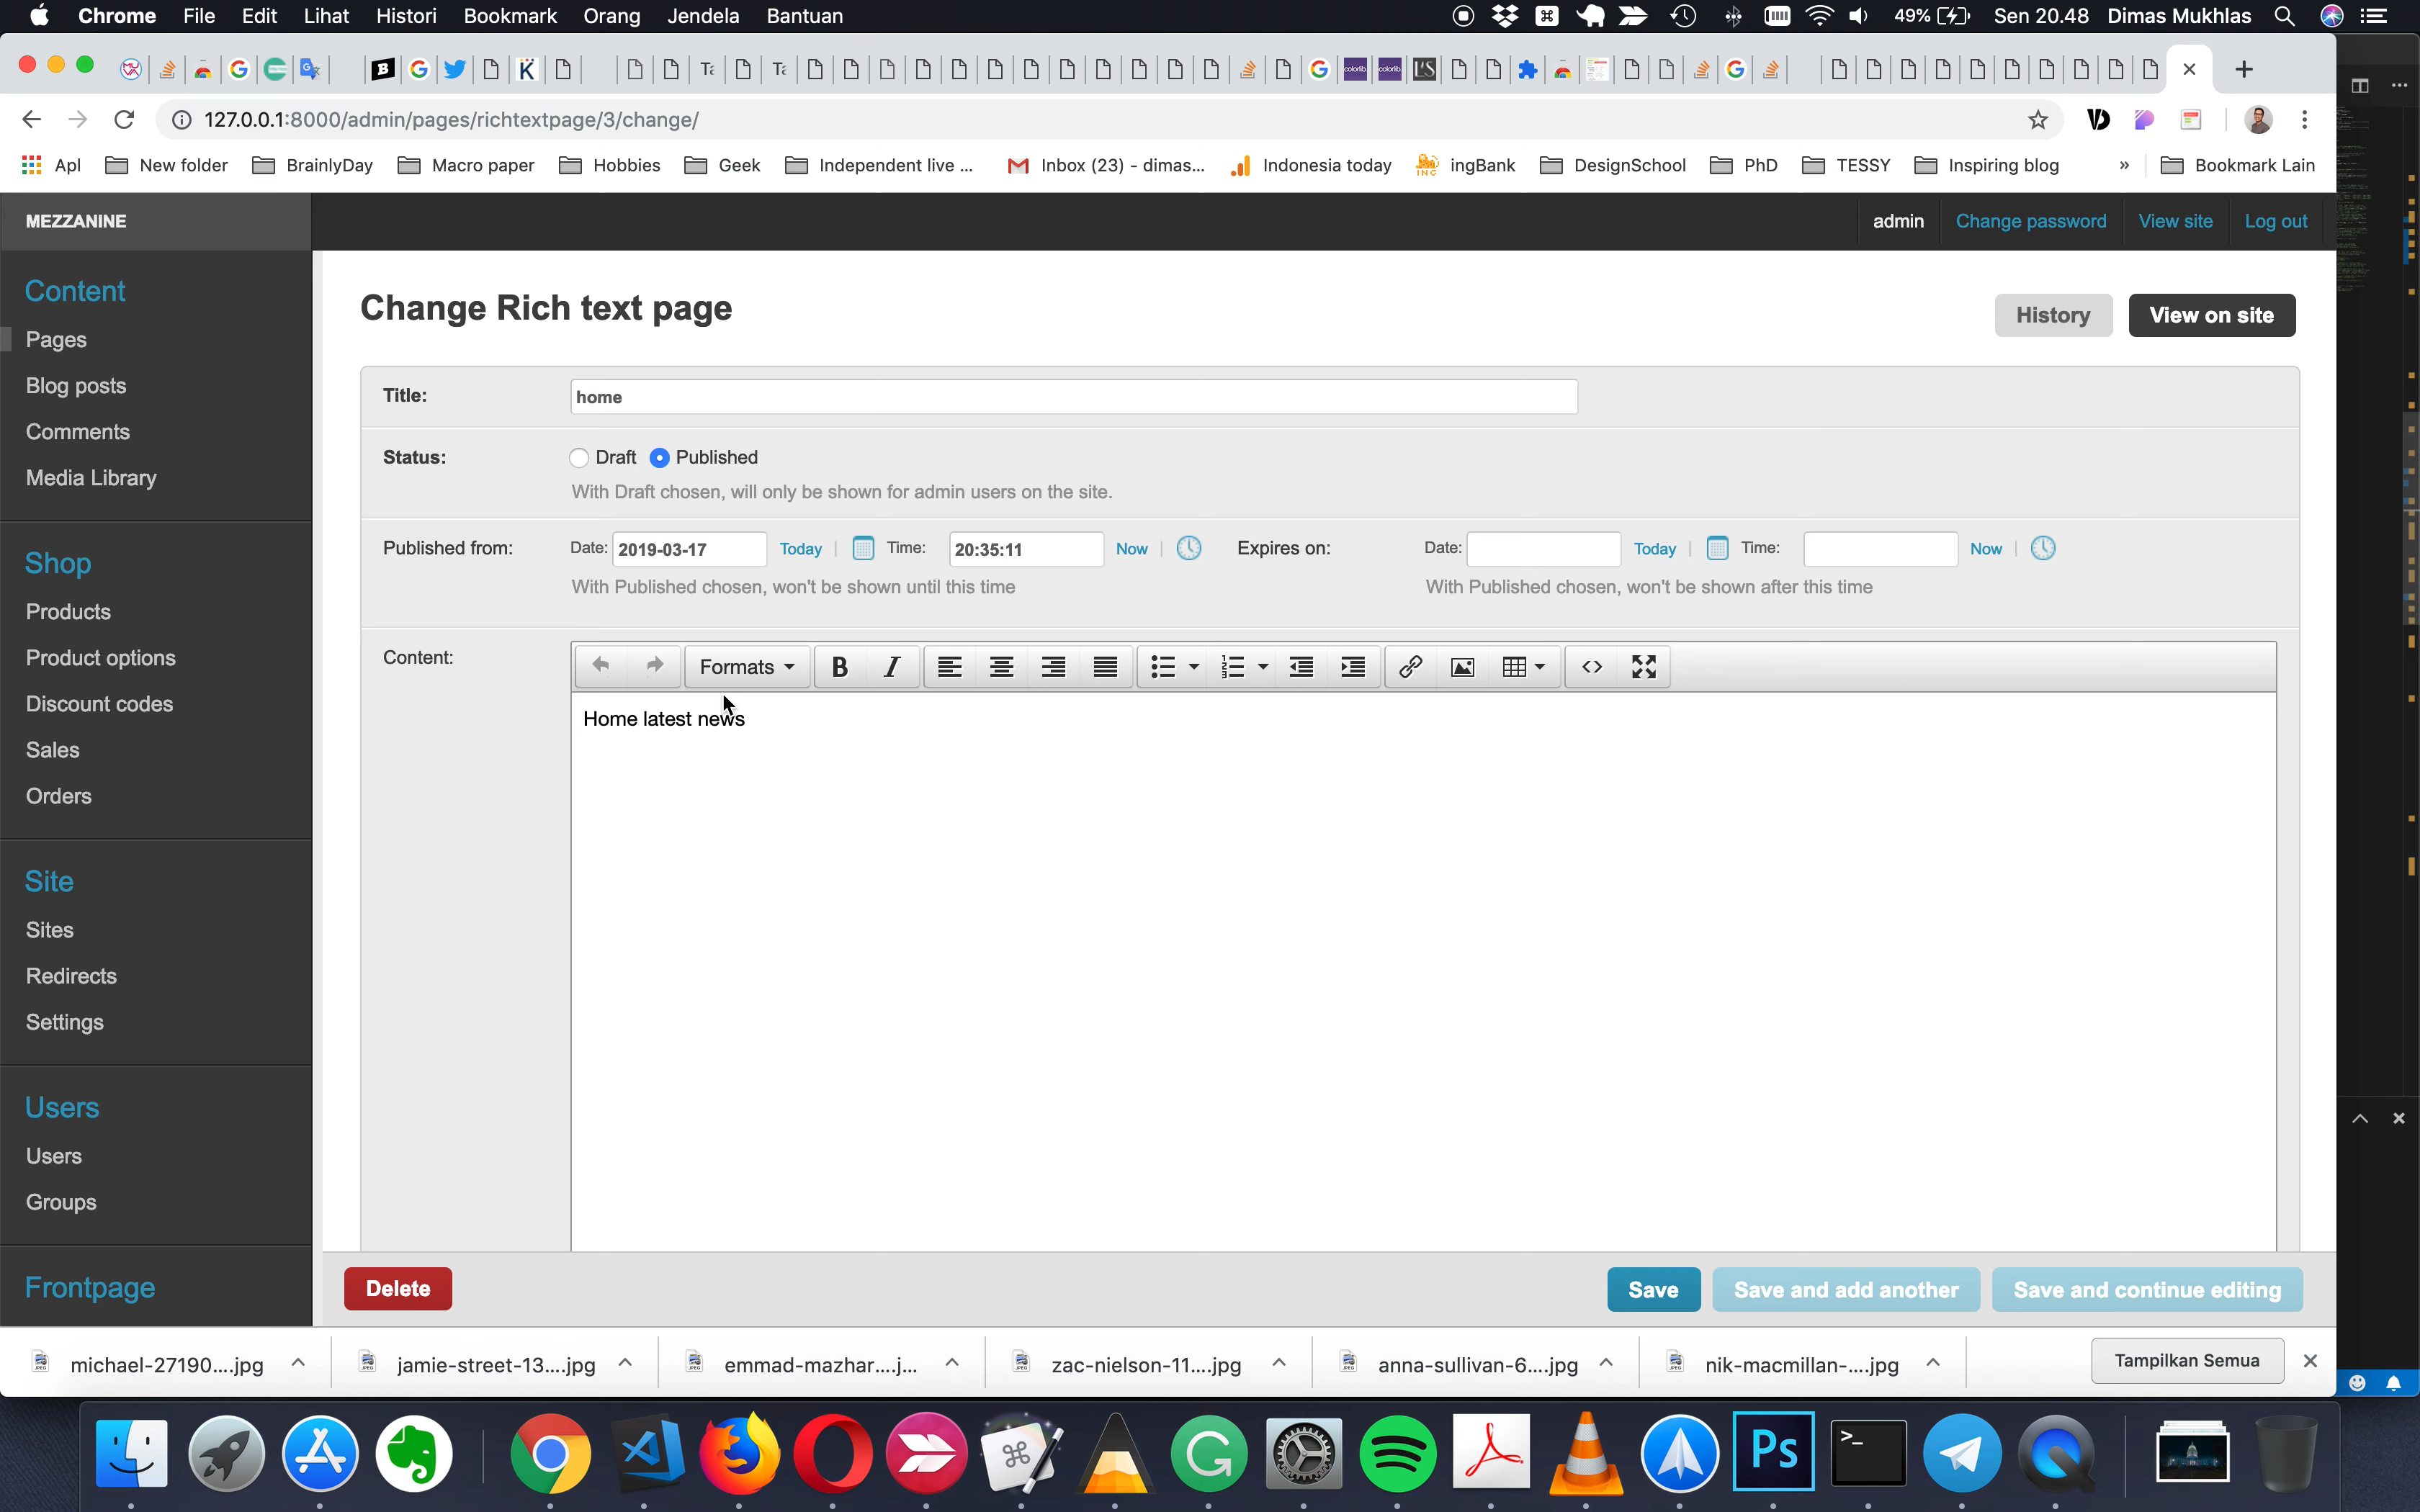 Chrome File Edit Lihat Histori Bookmark Orang Jendela Bantuan 49% Sen 20.48 Dimas Mukhlas
127.0.0.1:8000/admin/pages/richtextpage/3/change/
Apl New folder BrainlyDay Macro paper Hobbies Geek Independent live ... Inbox (23) - dimas... Indonesia today ingBank DesignSchool PhD TESSY Inspiring blog » Bookmark Lain
MEZZANINE
admin Change password View site Log out
Content
Pages
Blog posts
Comments
Media Library
Shop
Products
Product options
Discount codes
Sales
Orders
Site
Sites
Redirects
Settings
Users
Users
Groups
Frontpage
Change Rich text page
History View on site
Title: home
Status: Draft Published
With Draft chosen, will only be shown for admin users on the site.
Published from: Date: 2019-03-17 Today Time: 20:35:11 Now Expires on: Date: Today Time: Now
With Published chosen, won't be shown until this time With Published chosen, won't be shown after this time
Content: Formats B I
Home latest news
Delete Save Save and add another Save and continue editing
michael-27190....jpg jamie-street-13....jpg emmad-mazhar....j... zac-nielson-11....jpg anna-sullivan-6....jpg nik-macmillan-....jpg Tampilkan Semua
Ps